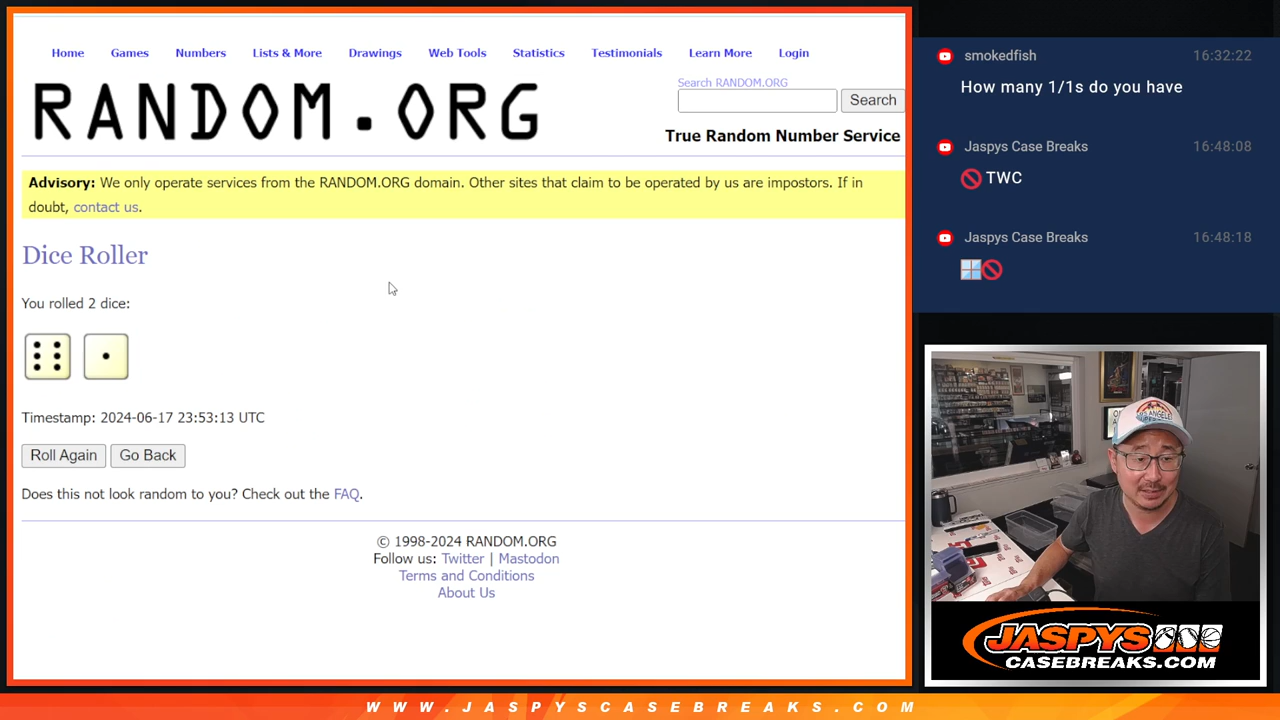 Home Games Numbers Lists & More Drawings Web Tools Statistics Testimonials Learn More Login
RANDOM.ORG
Search RANDOM.ORG
Search
True Random Number Service
Advisory: We only operate services from the RANDOM.ORG domain. Other sites that claim to be operated by us are impostors. If in
doubt, contact us.
Dice Roller
You rolled 2 dice:
Timestamp: 2024-06-17 23:53:13 UTC
Roll Again Go Back
Does this not look random to you? Check out the FAQ.
© 1998-2024 RANDOM.ORG
Follow us: Twitter | Mastodon
Terms and Conditions
About Us
smokedfish 16:32:22
How many 1/1s do you have
Jaspys Case Breaks 16:48:08
🚫 TWC
Jaspys Case Breaks 16:48:18
🪟🚫
JASPYS
CASEBREAKS.COM
WWW.JASPYSCASEBREAKS.COM